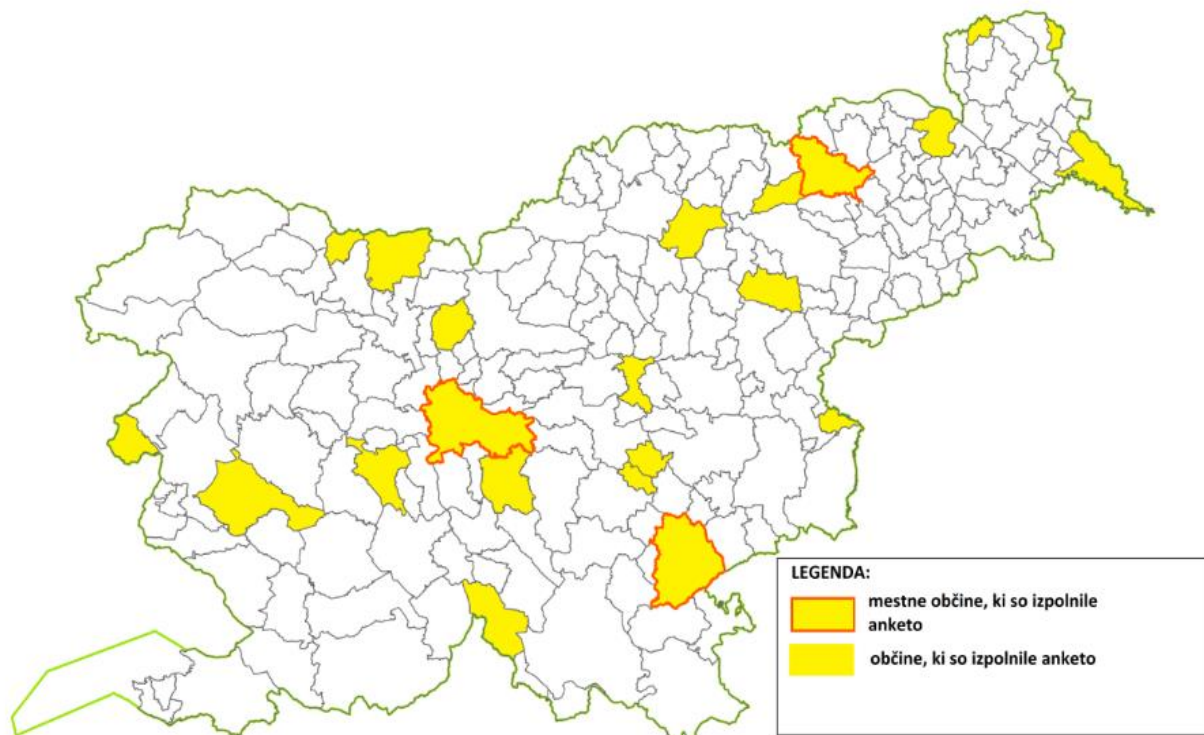 LEGENDA:
mestne občine, ki so izpolnile
anketo
občine, ki so izpolnile anketo